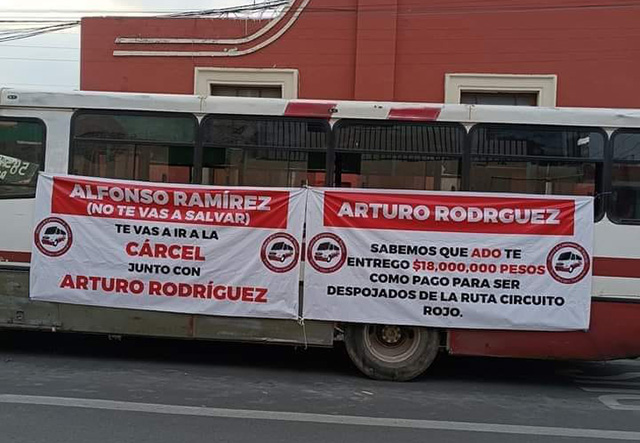 ALFONSO RAMÍREZ
(NO TE VAS A SALVAR)
TE VAS A IR A LA
CÁRCEL
JUNTO CON
ARTURO RODRÍGUEZ
ARTURO RODRGUEZ
SABEMOS QUE ADO TE
ENTREGO $18,000,000 PESOS
COMO PAGO PARA SER
DESPOJADOS DE LA RUTA CIRCUITO
ROJO.